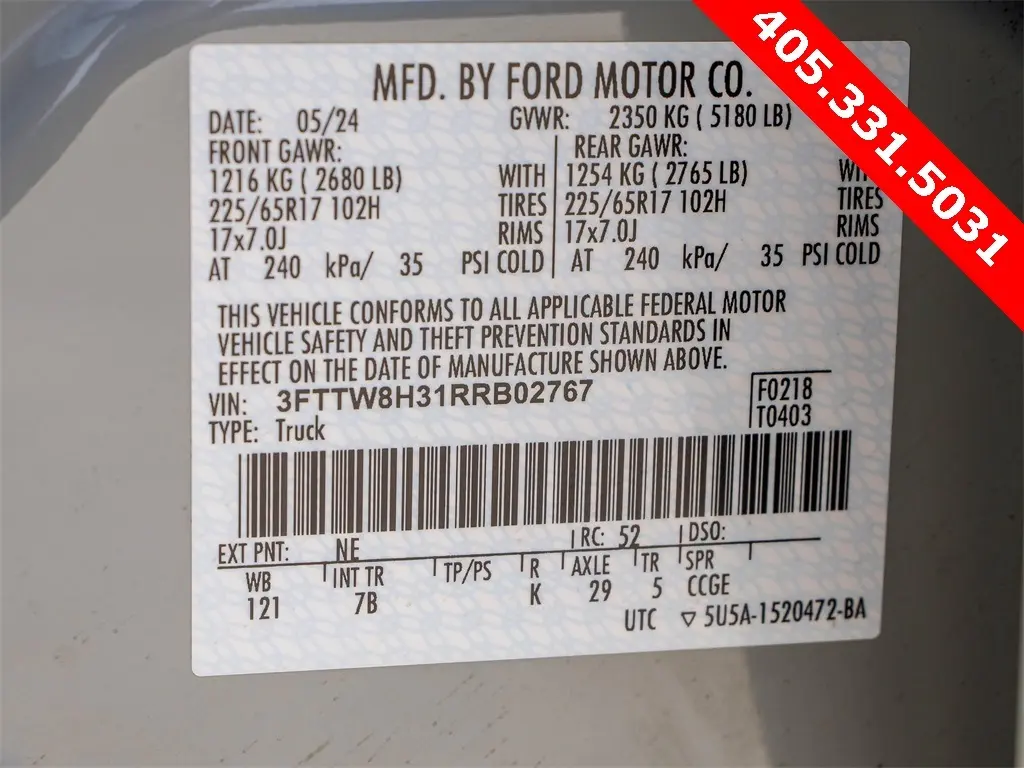 405.331.5031
MFD. BY FORD MOTOR CO.
DATE: 05/24 GVWR: 2350 KG ( 5180 LB)
FRONT GAWR: REAR GAWR:
1216 KG ( 2680 LB) WITH 1254 KG ( 2765 LB)
225/65R17 102H TIRES 225/65R17 102H TIRES
17x7.0J RIMS 17x7.0J RIMS
AT 240 kPa/ 35 PSI COLD AT 240 kPa/ 35 PSI COLD
THIS VEHICLE CONFORMS TO ALL APPLICABLE FEDERAL MOTOR
VEHICLE SAFETY AND THEFT PREVENTION STANDARDS IN
EFFECT ON THE DATE OF MANUFACTURE SHOWN ABOVE.
VIN: 3FTTW8H31RRB02767 F0218
TYPE: Truck T0403
EXT PNT: NE RC: 52 DSO:
WB INT TR TP/PS R AXLE TR SPR
121 7B K 29 5 CCGE
UTC ▽ 5U5A-1520472-BA